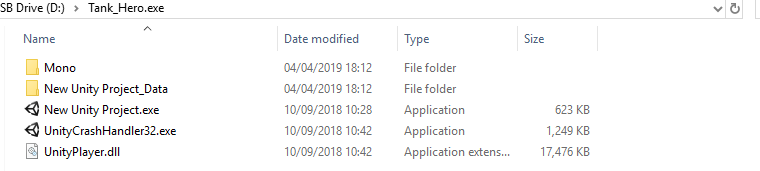 SB Drive (D:) > Tank_Hero.exe
Name Date modified Type Size
Mono 04/04/2019 18:12 File folder
New Unity Project_Data 04/04/2019 18:12 File folder
New Unity Project.exe 10/09/2018 10:28 Application 623 KB
UnityCrashHandler32.exe 10/09/2018 10:42 Application 1,249 KB
UnityPlayer.dll 10/09/2018 10:42 Application extens... 17,476 KB